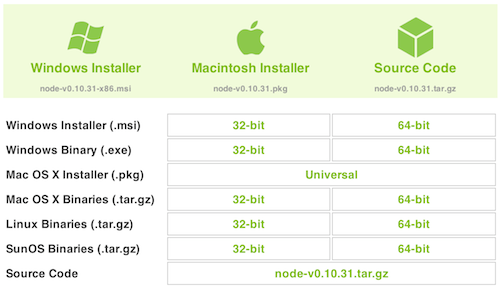 Windows Installer
Macintosh Installer
Source Code
node-v0.10.31-x86.msi
node-v0.10.31.pkg
node-v0.10.31.tar.gz
Windows Installer (.msi) 32-bit 64-bit
Windows Binary (.exe) 32-bit 64-bit
Mac OS X Installer (.pkg) Universal
Mac OS X Binaries (.tar.gz) 32-bit 64-bit
Linux Binaries (.tar.gz) 32-bit 64-bit
SunOS Binaries (.tar.gz) 32-bit 64-bit
Source Code node-v0.10.31.tar.gz